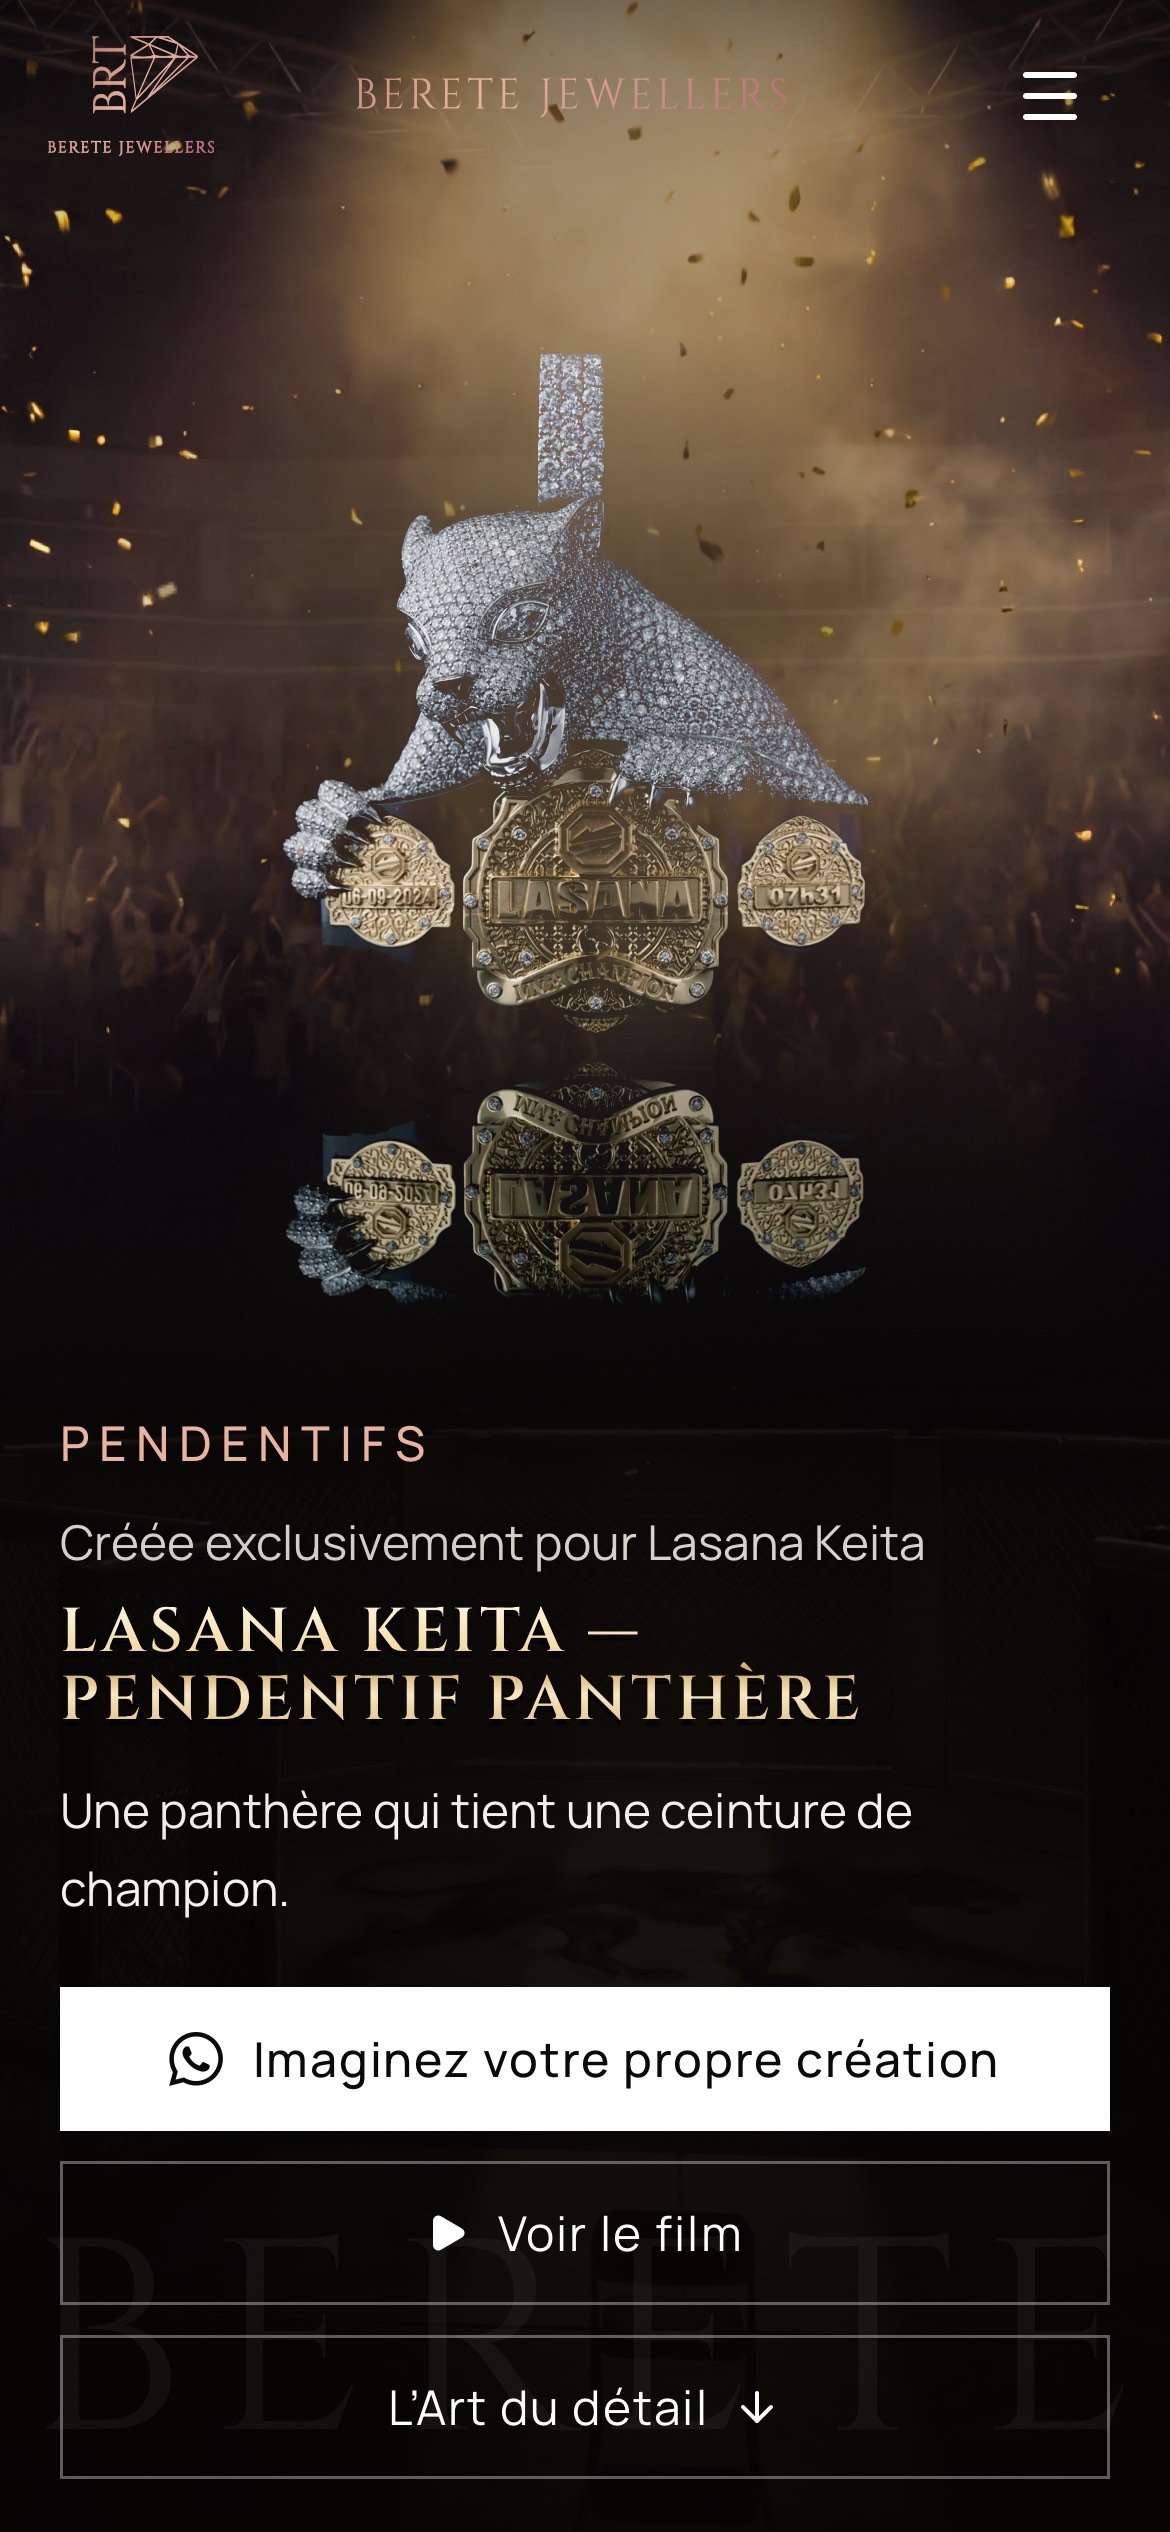 BRT
BERETE JEWELLERS
BERETE JEWELLERS
06-09-2024
LASANA
07h31
MMA CHAMPION
PENDENTIFS
Créée exclusivement pour Lasana Keita
LASANA KEITA —
PENDENTIF PANTHÈRE
Une panthère qui tient une ceinture de
champion.
Imaginez votre propre création
Voir le film
L’Art du détail ↓
BERETE